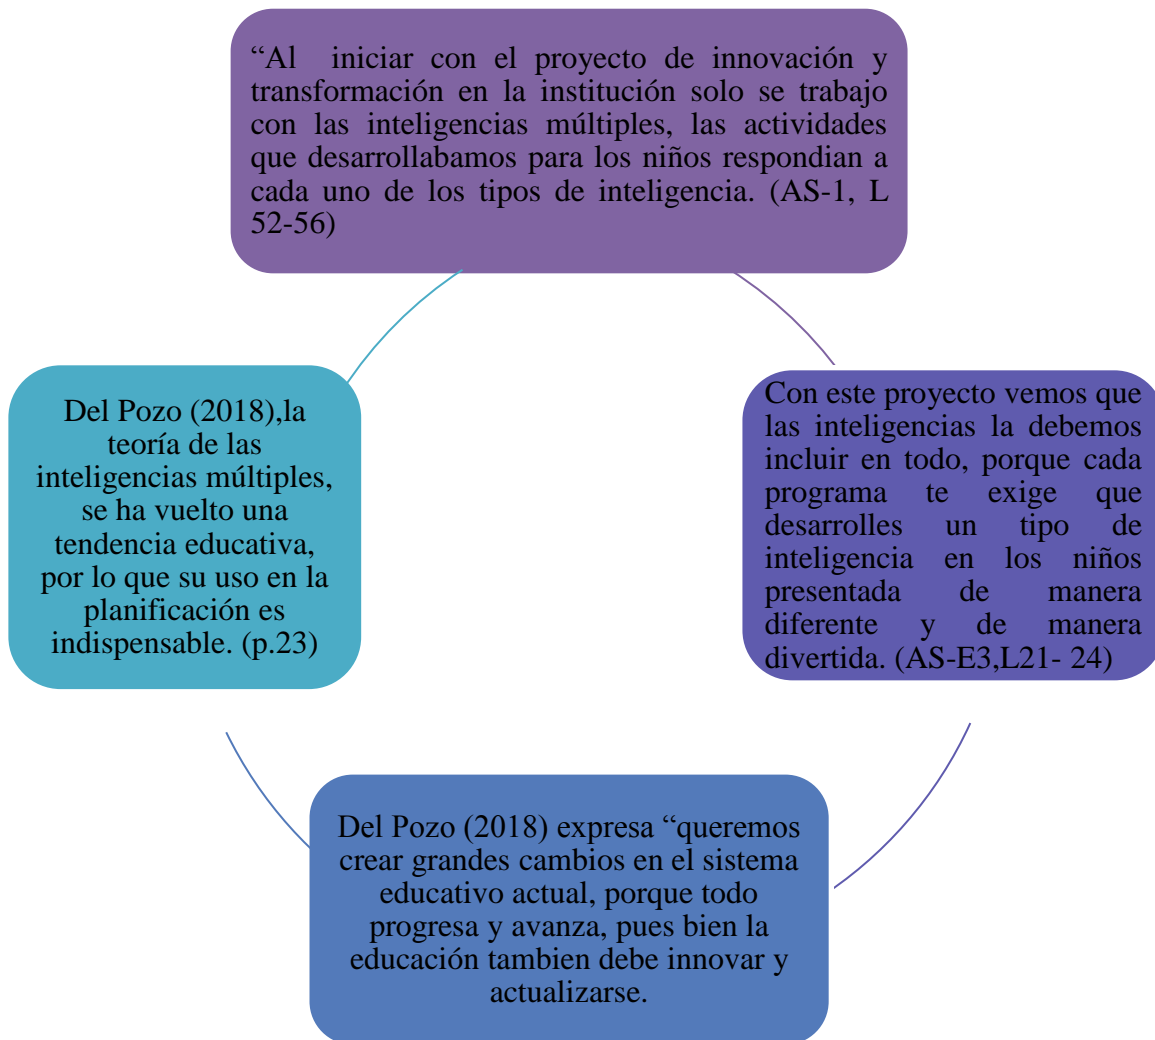 “Al iniciar con el proyecto de innovación y
transformación en la institución solo se trabajo
con las inteligencias múltiples, las actividades
que desarrollabamos para los niños respondian a
cada uno de los tipos de inteligencia. (AS-1, L
52-56)
Con este proyecto vemos que
las inteligencias la debemos
incluir en todo, porque cada
programa te exige que
desarrolles un tipo de
inteligencia en los niños
presentada de manera
diferente y de manera
divertida. (AS-E3,L21- 24)
Del Pozo (2018) expresa “queremos
crear grandes cambios en el sistema
educativo actual, porque todo
progresa y avanza, pues bien la
educación tambien debe innovar y
actualizarse.
Del Pozo (2018),la
teoría de las
inteligencias múltiples,
se ha vuelto una
tendencia educativa,
por lo que su uso en la
planificación es
indispensable. (p.23)